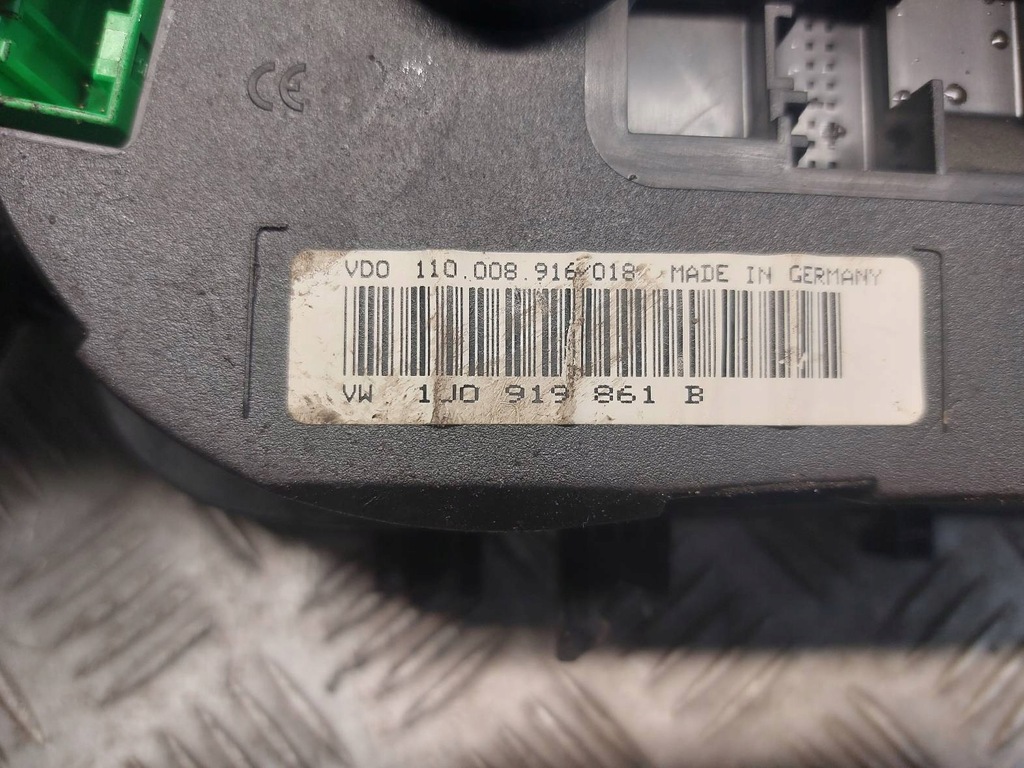 CE
VDO 110.008.916/018 MADE IN GERMANY
VW 1J0 919 861 B